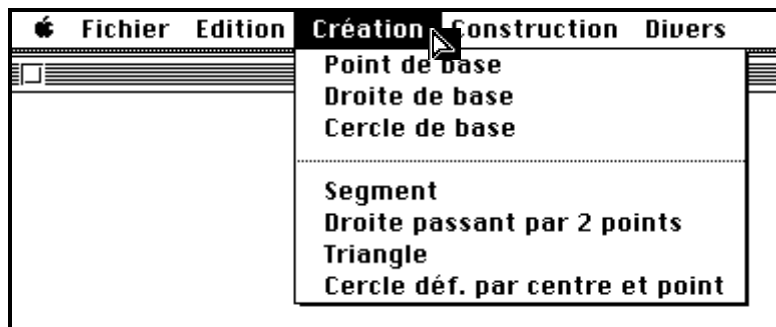 Fichier Edition Création Construction Divers
Point de base
Droite de base
Cercle de base
Segment
Droite passant par 2 points
Triangle
Cercle déf. par centre et point